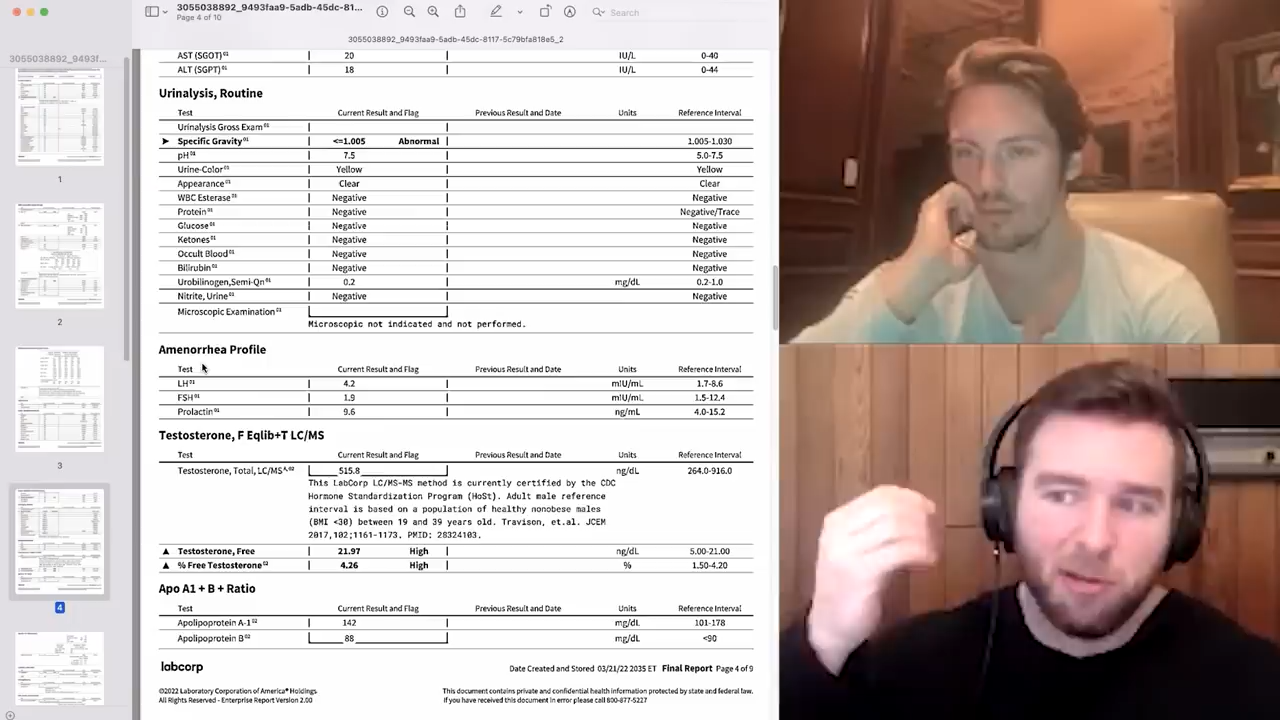 3055038892_9493faa9-5adb-45dc-81...
Page 4 of 10
Search
3055038892_9493f...
3055038892_9493faa9-5adb-45dc-8117-5c79bfa818e5_2
AST (SGOT) 01 20 IU/L 0-40
ALT (SGPT) 01 18 IU/L 0-44
Urinalysis, Routine
Test Current Result and Flag Previous Result and Date Units Reference Interval
Urinalysis Gross Exam 01
Specific Gravity 01 <=1.005 Abnormal 1.005-1.030
pH 01 7.5 5.0-7.5
Urine-Color 01 Yellow Yellow
Appearance 01 Clear Clear
WBC Esterase 01 Negative Negative
Protein 01 Negative Negative/Trace
Glucose 01 Negative Negative
Ketones 01 Negative Negative
Occult Blood 01 Negative Negative
Bilirubin 01 Negative Negative
Urobilinogen,Semi-Qn 01 0.2 mg/dL 0.2-1.0
Nitrite, Urine 01 Negative Negative
Microscopic Examination 01
Microscopic not indicated and not performed.
Amenorrhea Profile
Test Current Result and Flag Previous Result and Date Units Reference Interval
LH 01 4.2 mIU/mL 1.7-8.6
FSH 01 1.9 mIU/mL 1.5-12.4
Prolactin 01 9.6 ng/mL 4.0-15.2
Testosterone, F Eqlib+T LC/MS
Test Current Result and Flag Previous Result and Date Units Reference Interval
Testosterone, Total, LC/MS A,02 515.8 ng/dL 264.0-916.0
This LabCorp LC/MS-MS method is currently certified by the CDC
Hormone Standardization Program (HoSt). Adult male reference
interval is based on a population of healthy nonobese males
(BMI <30) between 19 and 39 years old. Travison, et.al. JCEM
2017,102;1161-1173. PMID: 28324103.
Testosterone, Free 21.97 High ng/dL 5.00-21.00
% Free Testosterone 02 4.26 High % 1.50-4.20
Apo A1 + B + Ratio
Test Current Result and Flag Previous Result and Date Units Reference Interval
Apolipoprotein A-1 02 142 mg/dL 101-178
Apolipoprotein B 02 88 mg/dL <90
labcorp
Date Created and Stored 03/21/22 2035 ET Final Report Page 4 of 9
©2022 Laboratory Corporation of America® Holdings
All Rights Reserved - Enterprise Report Version 2.00
This document contains private and confidential health information protected by state and federal law.
If you have received this document in error please call 800-877-5227
1
2
3
4